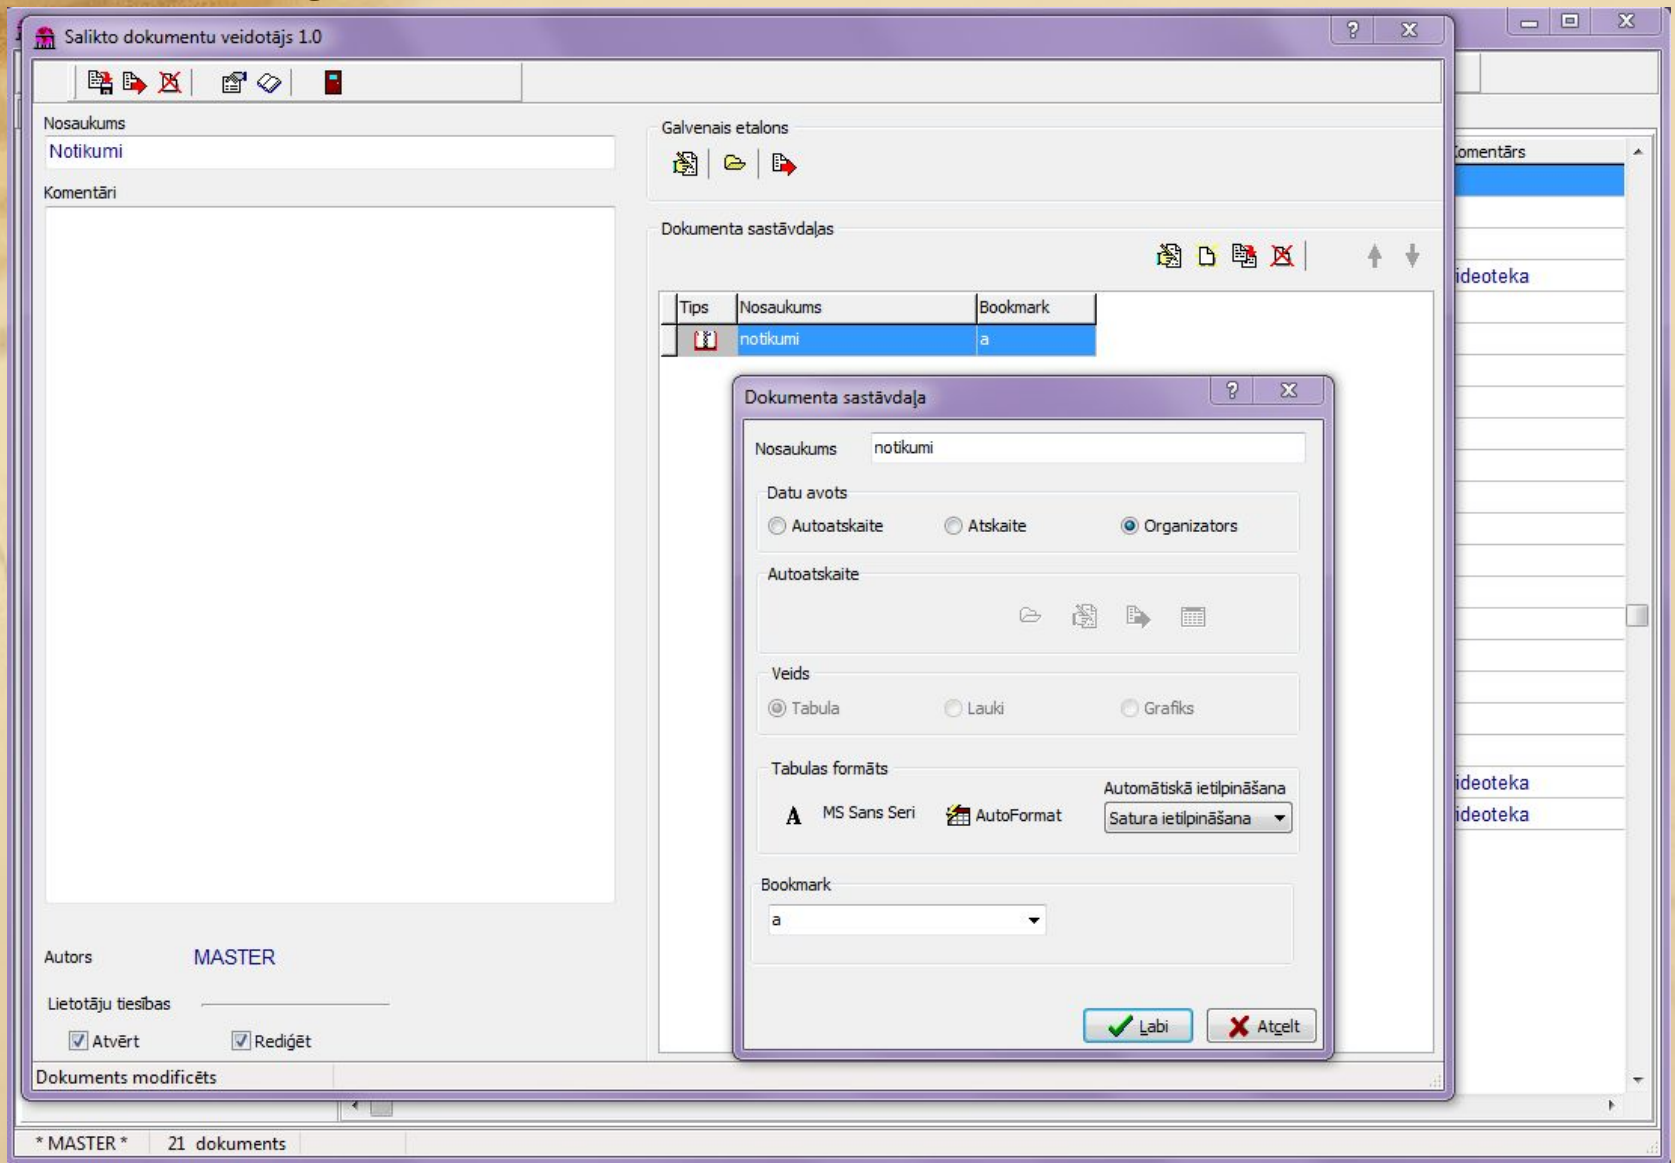 Salikto dokumentu veidotājs 1.0
Nosaukums
Notikumi
Komentāri
Galvenais etalons
Dokumenta sastāvdaļas
Tips Nosaukums Bookmark
notikumi a
Dokumenta sastāvdaļa
Nosaukums notikumi
Datu avots
Autoatskaite Atskaite Organizators
Autoatskaite
Veids
Tabula Lauki Grafiks
Tabulas formāts
Automātiskā ietilpināšana
A MS Sans Seri AutoFormat Satura ietilpināšana
Bookmark
a
Labi Atcelt
Autors MASTER
Lietotāju tiesības
Atvērt Rediģēt
Dokuments modificēts
omentārs
ideoteka
ideoteka
ideoteka
* MASTER * 21 dokuments